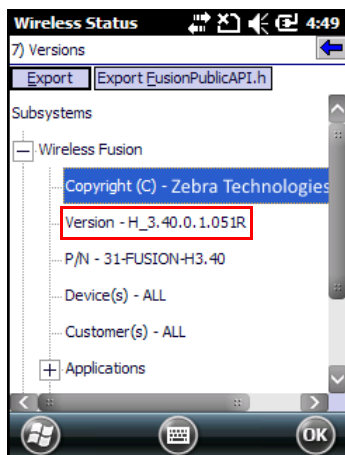 Wireless Status 4:49
7) Versions
Export Export FusionPublicAPI.h
Subsystems
Wireless Fusion
Copyright (C) - Zebra Technologies
Version - H_3.40.0.1.051R
P/N - 31-FUSION-H3.40
Device(s) - ALL
Customer(s) - ALL
Applications
OK